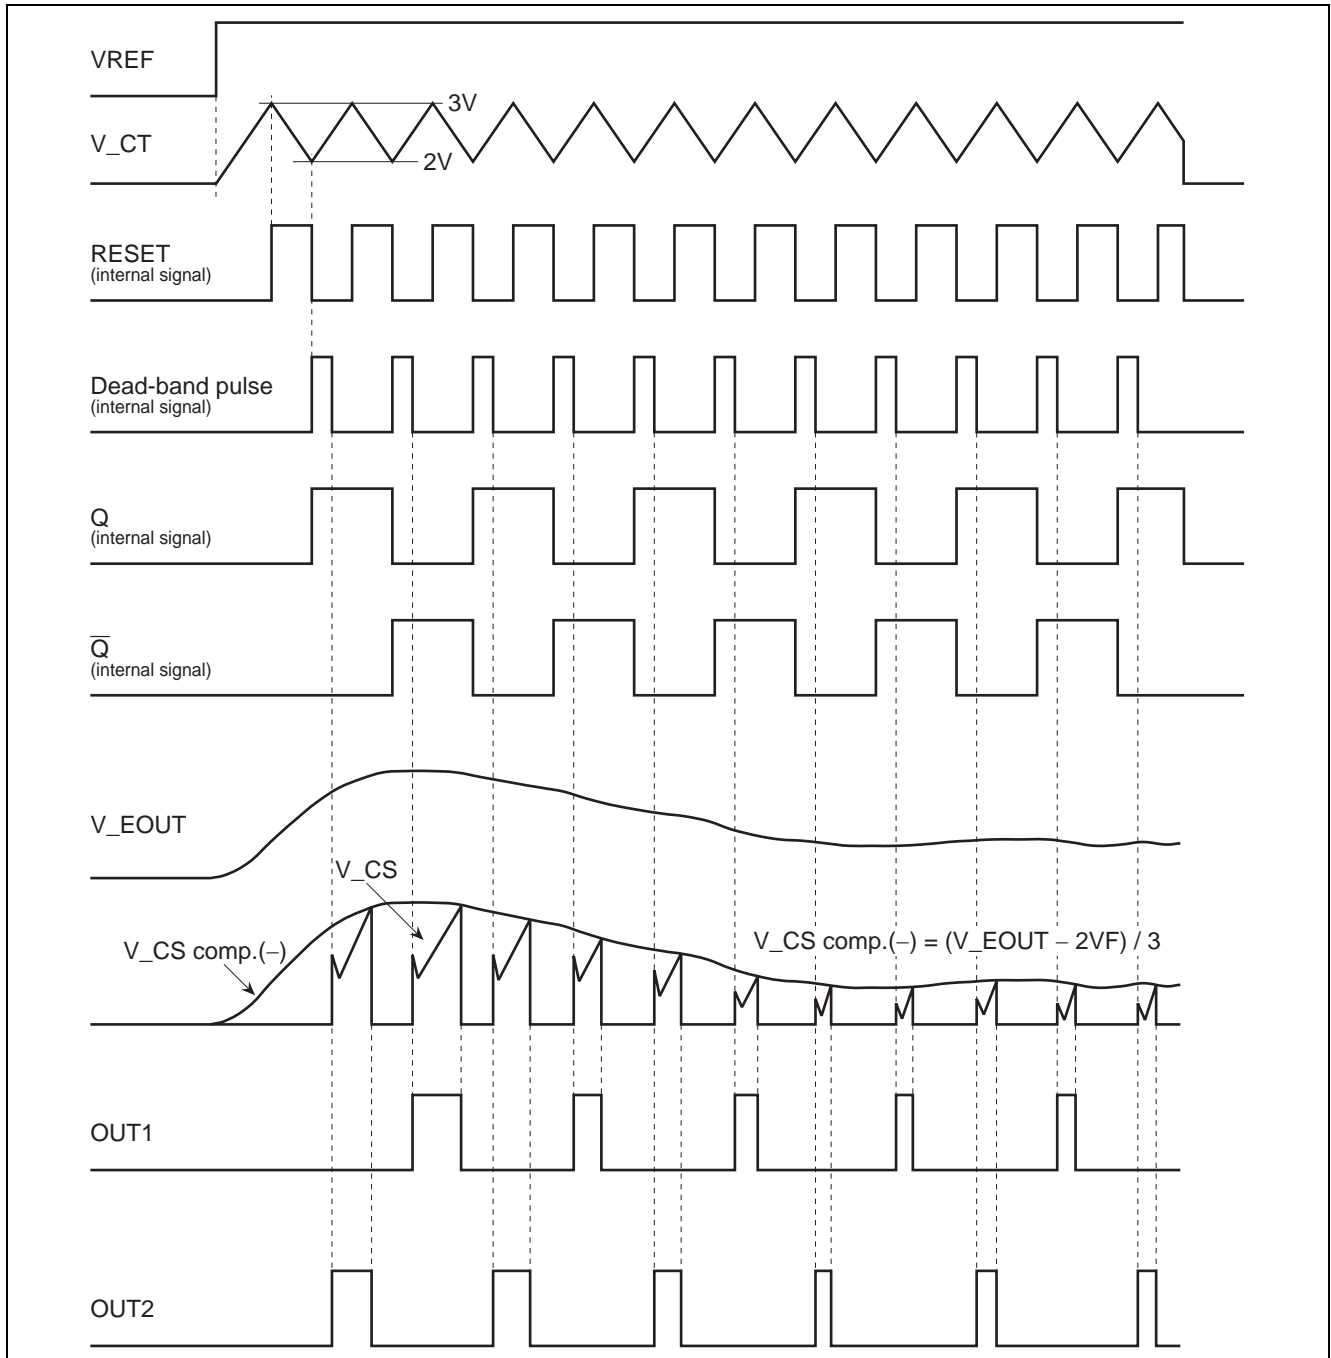 VREF
3V
V_CT
2V
RESET
(internal signal)
Dead-band pulse
(internal signal)
Q
(internal signal)
Q̅
(internal signal)
V_EOUT
V_CS
V_CS comp.(−)
V_CS comp.(−) = (V_EOUT − 2VF) / 3
OUT1
OUT2